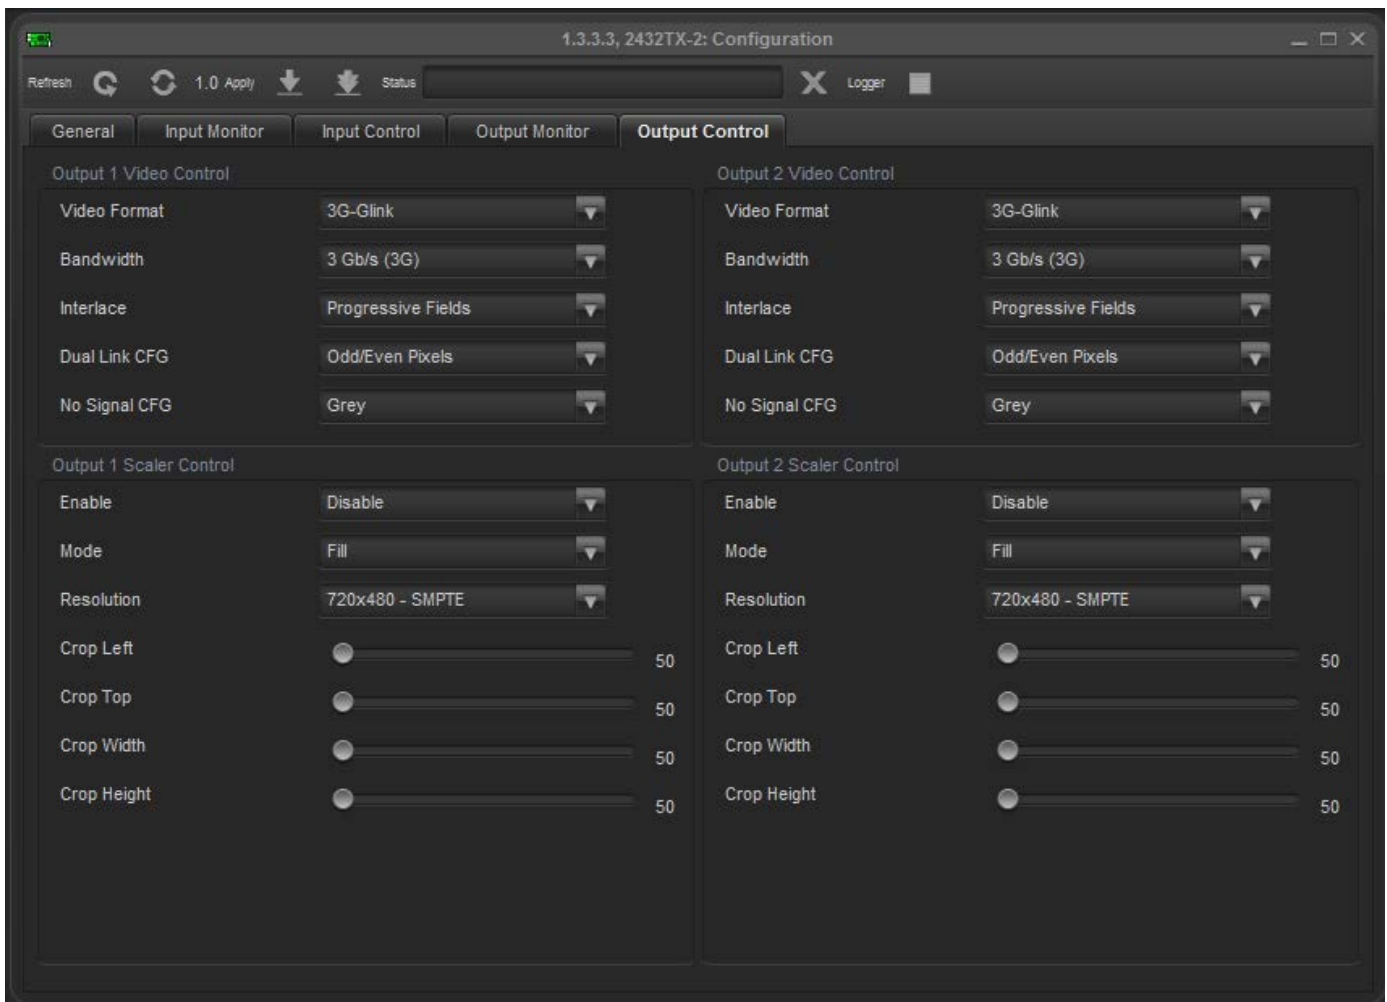 1.3.3.3, 2432TX-2: Configuration
Refresh 1.0 Apply Status Logger
General Input Monitor Input Control Output Monitor Output Control
Output 1 Video Control
Video Format 3G-Glink
Bandwidth 3 Gb/s (3G)
Interlace Progressive Fields
Dual Link CFG Odd/Even Pixels
No Signal CFG Grey
Output 2 Video Control
Video Format 3G-Glink
Bandwidth 3 Gb/s (3G)
Interlace Progressive Fields
Dual Link CFG Odd/Even Pixels
No Signal CFG Grey
Output 1 Scaler Control
Enable Disable
Mode Fill
Resolution 720x480 - SMPTE
Crop Left 50
Crop Top 50
Crop Width 50
Crop Height 50
Output 2 Scaler Control
Enable Disable
Mode Fill
Resolution 720x480 - SMPTE
Crop Left 50
Crop Top 50
Crop Width 50
Crop Height 50